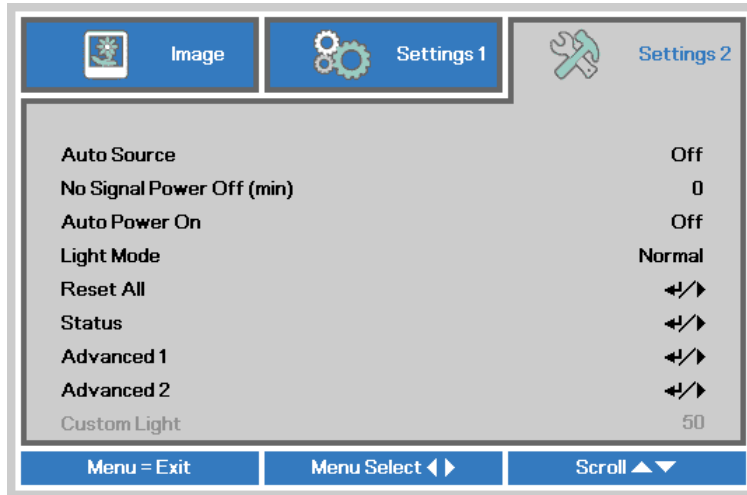 Image Settings 1 Settings 2
Auto Source Off
No Signal Power Off (min) 0
Auto Power On Off
Light Mode Normal
Reset All ↵/▶
Status ↵/▶
Advanced 1 ↵/▶
Advanced 2 ↵/▶
Custom Light 50
Menu = Exit Menu Select ◀ ▶ Scroll ▲▼